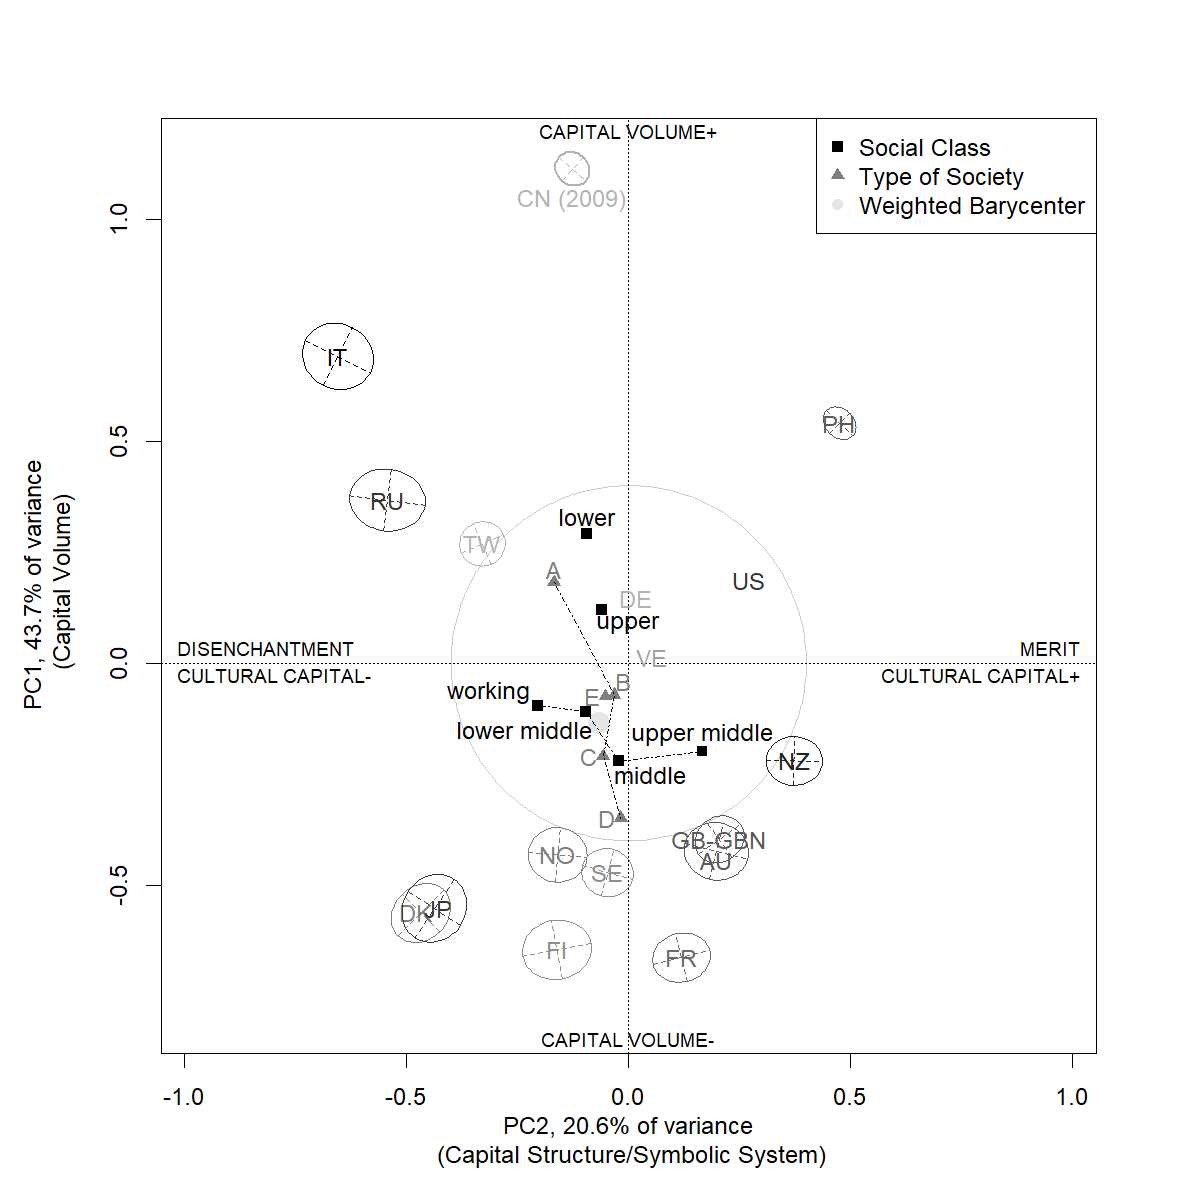 CAPITAL VOLUME+
Social Class
Type of Society
Weighted Barycenter
CN (2009)
1.0
IT
PH
0.5
RU
lower
TW
A
US
DE
upper
PC1, 43.7% of variance
(Capital Volume)
0.0
DISENCHANTMENT
VE
MERIT
CULTURAL CAPITAL-
CULTURAL CAPITAL+
working
E
B
lower middle
upper middle
C
NZ
middle
D
GB-GBN
NO
AU
SE
-0.5
DK
JP
FI
FR
CAPITAL VOLUME-
-1.0
-0.5
0.0
0.5
1.0
PC2, 20.6% of variance
(Capital Structure/Symbolic System)